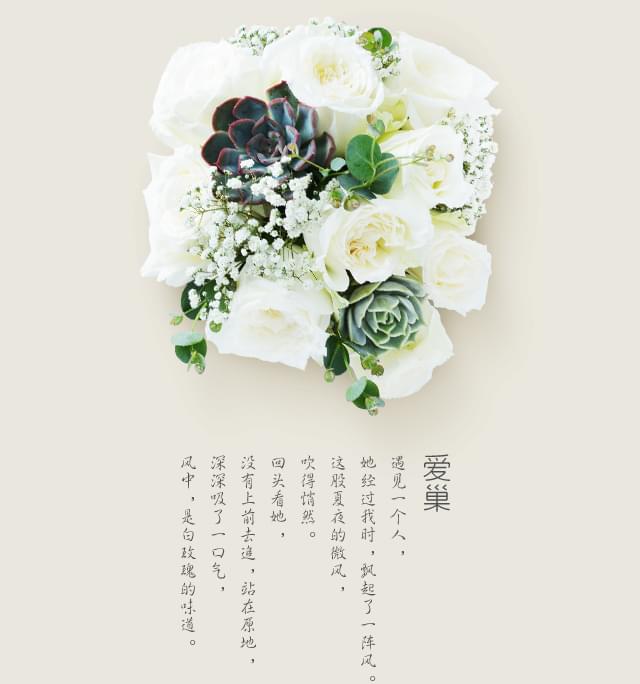 爱巢
遇见一个人，
她经过我时，飘起了一阵风。
这股夏夜的微风，
吹得悄然。
回头看她，
没有上前去追，站在原地，
深深吸了一口气，
风中，是白玫瑰的味道。